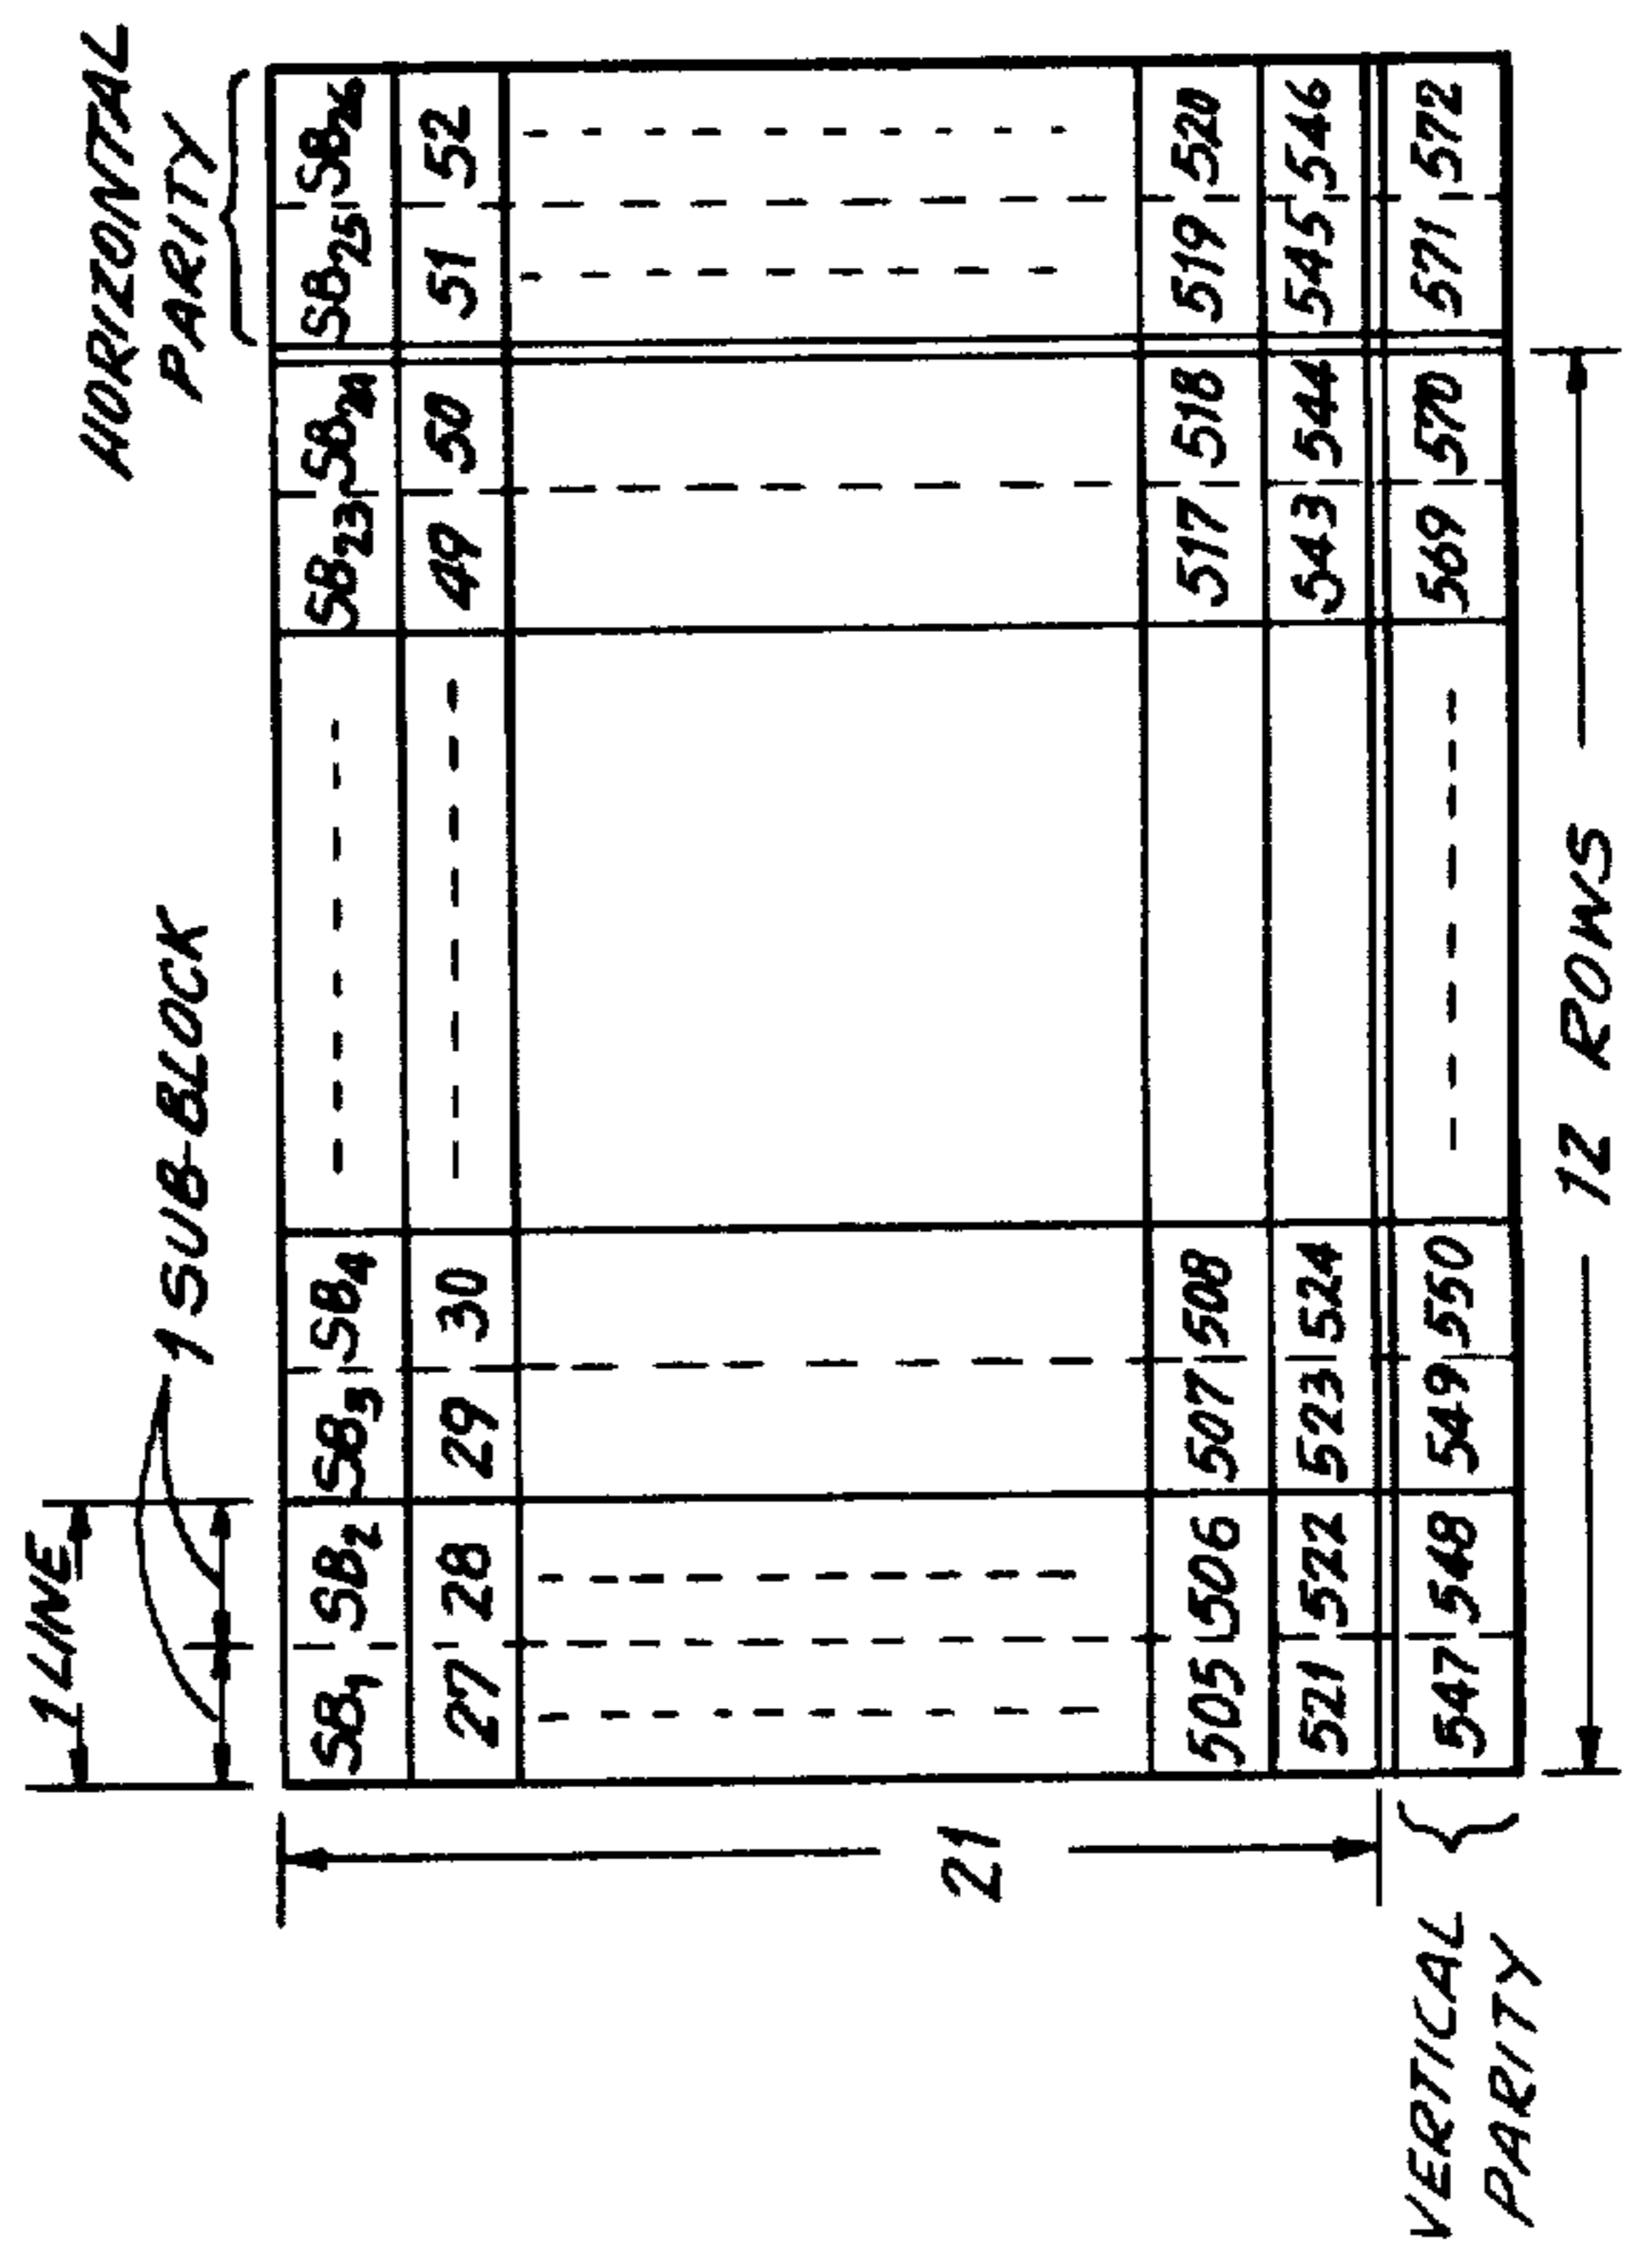 HORIZONTAL
PARITY
1 LINE
1 SUB-BLOCK
SB1 SB2 SB3 SB4 SB23 SB24 SB25 SB26
27 28 29 30 49 50 51 52
21
505 506 507 508 517 518 519 520
521 522 523 524 543 544 545 546
547 548 549 550 569 570 571 572
VERTICAL
PARITY
12 ROWS